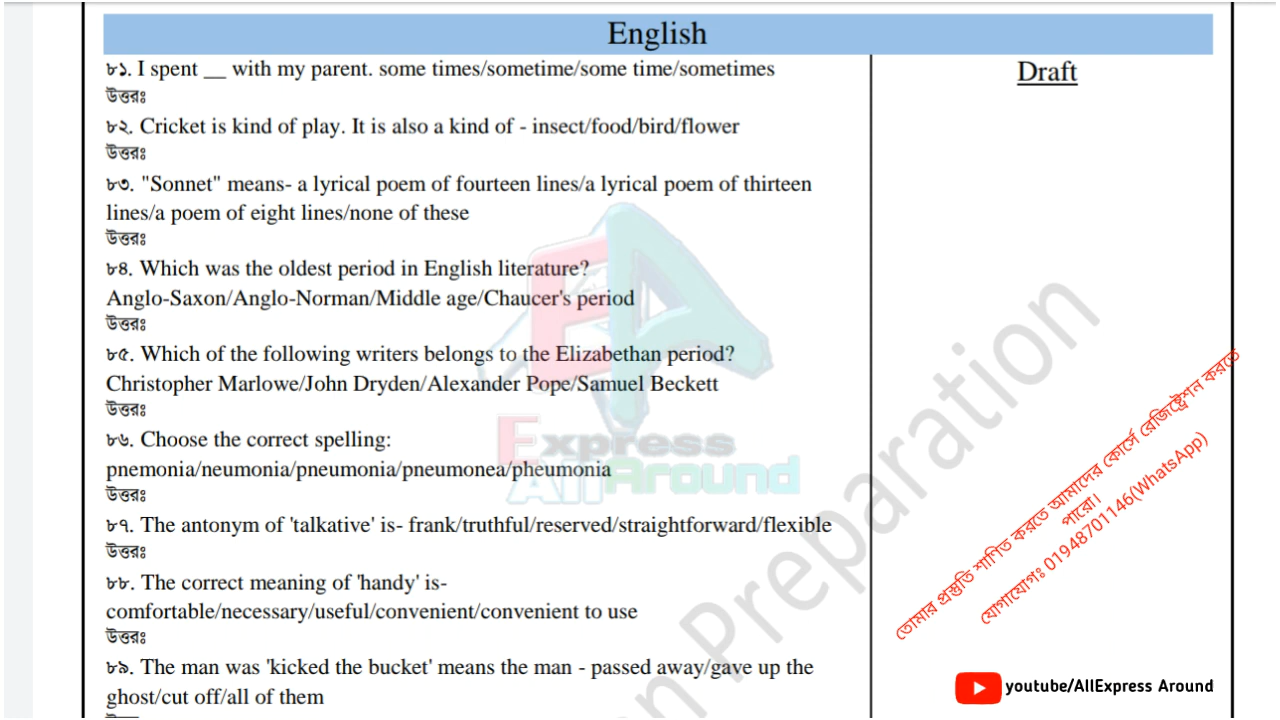 English
৮১. I spent __ with my parent. some times/sometime/some time/sometimes
উত্তরঃ
৮২. Cricket is kind of play. It is also a kind of - insect/food/bird/flower
উত্তরঃ
৮৩. "Sonnet" means- a lyrical poem of fourteen lines/a lyrical poem of thirteen
lines/a poem of eight lines/none of these
উত্তরঃ
৮৪. Which was the oldest period in English literature?
Anglo-Saxon/Anglo-Norman/Middle age/Chaucer's period
উত্তরঃ
৮৫. Which of the following writers belongs to the Elizabethan period?
Christopher Marlowe/John Dryden/Alexander Pope/Samuel Beckett
উত্তরঃ
৮৬. Choose the correct spelling:
pnemonia/neumonia/pneumonia/pneumonea/pheumonia
উত্তরঃ
৮৭. The antonym of 'talkative' is- frank/truthful/reserved/straightforward/flexible
উত্তরঃ
৮৮. The correct meaning of 'handy' is-
comfortable/necessary/useful/convenient/convenient to use
উত্তরঃ
৮৯. The man was 'kicked the bucket' means the man - passed away/gave up the
ghost/cut off/all of them
Draft
EA
Express
All Around
Preparation
তোমার প্রস্তুতি শাণিত করতে আমাদের কোর্সে রেজিস্ট্রেশন করতে
পারো।
যোগাযোগঃ 01948701146(WhatsApp)
youtube/AllExpress Around